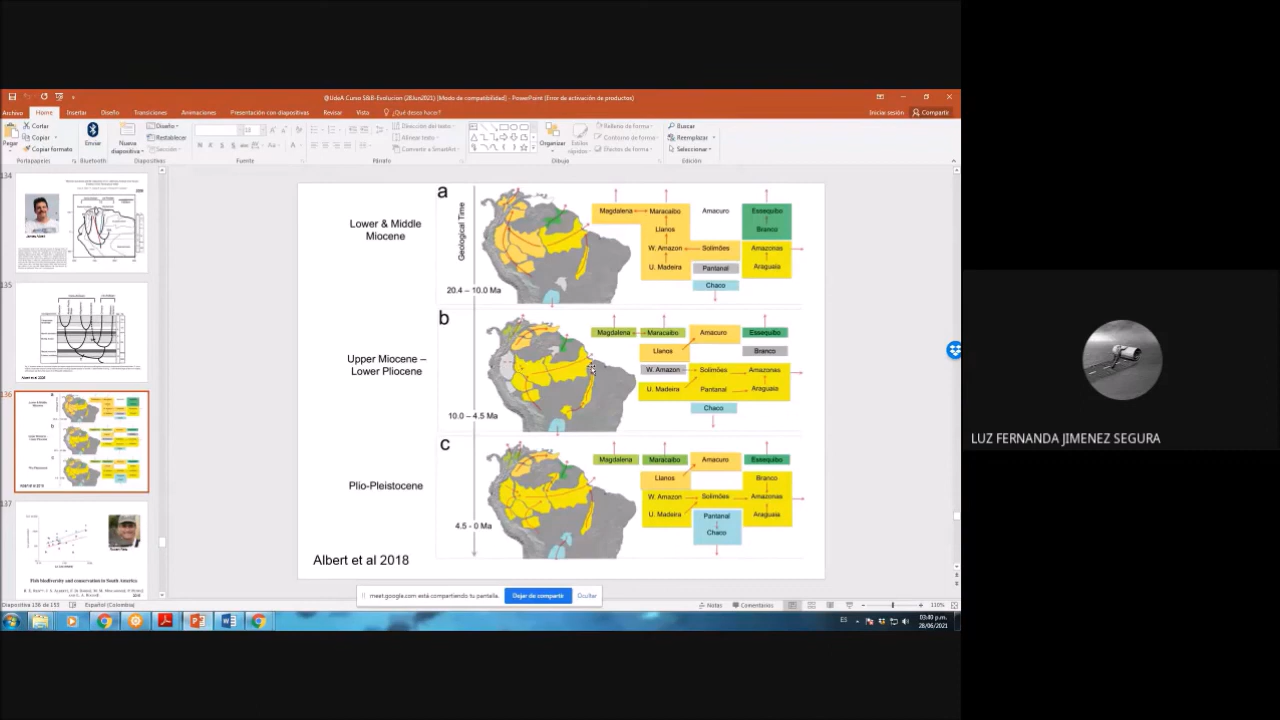 @UdeA Curso S&B-Evolucion (28Jun2021) [Modo de compatibilidad] - PowerPoint (Error de activación de productos)
Archivo Home Insertar Diseño Transiciones Animaciones Presentación con diapositivas Revisar Vista ¿Qué desea hacer? Iniciar sesión Compartir
Pegar
Cortar
Copiar
Copiar formato
Enviar
Nueva diapositiva
Diseño
Restablecer
Sección
Dirección del texto
Alinear texto
Convertir a SmartArt
Organizar
Estilos rápidos
Relleno de forma
Contorno de forma
Efectos de forma
Buscar
Reemplazar
Seleccionar
Portapapeles Bluetooth Diapositivas Fuente Párrafo Dibujo Edición
134
135
136
137
Fish biodiversity and conservation in South America
Lower & Middle
Miocene
a
Geological Time
20.4 – 10.0 Ma
Magdalena Maracaibo Amacuro Essequibo
Llanos Branco
W. Amazon Solimões Amazonas
U. Madeira Pantanal Araguaia
Chaco
Upper Miocene –
Lower Pliocene
b
10.0 – 4.5 Ma
Magdalena Maracaibo Amacuro Essequibo
Llanos Branco
W. Amazon Solimões Amazonas
U. Madeira Pantanal Araguaia
Chaco
Plio-Pleistocene
c
4.5 - 0 Ma
Magdalena Maracaibo Amacuro Essequibo
Llanos Branco
W. Amazon Solimões Amazonas
U. Madeira Pantanal Araguaia
Chaco
Albert et al 2018
meet.google.com está compartiendo tu pantalla. Dejar de compartir Ocultar
Diapositiva 136 de 153 Español (Colombia) Notas Comentarios 110%
ES 03:40 p.m.
28/06/2021
LUZ FERNANDA JIMENEZ SEGURA